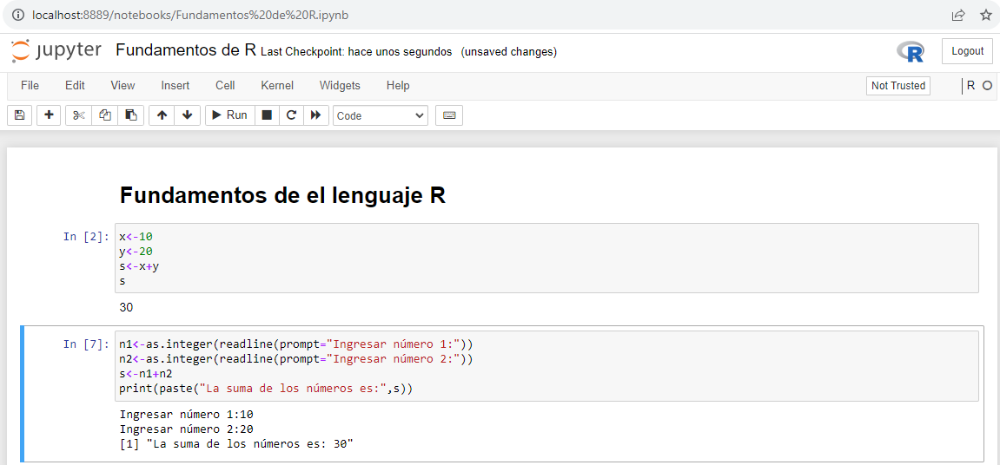 localhost:8889/notebooks/Fundamentos%20de%20R.ipynb
jupyter Fundamentos de R Last Checkpoint: hace unos segundos (unsaved changes) R Logout
File Edit View Insert Cell Kernel Widgets Help Not Trusted R
Run Code
Fundamentos de el lenguaje R
In [2]: x<-10
y<-20
s<-x+y
s
30
In [7]: n1<-as.integer(readline(prompt="Ingresar número 1:"))
n2<-as.integer(readline(prompt="Ingresar número 2:"))
s<-n1+n2
print(paste("La suma de los números es:",s))
Ingresar número 1:10
Ingresar número 2:20
[1] "La suma de los números es: 30"